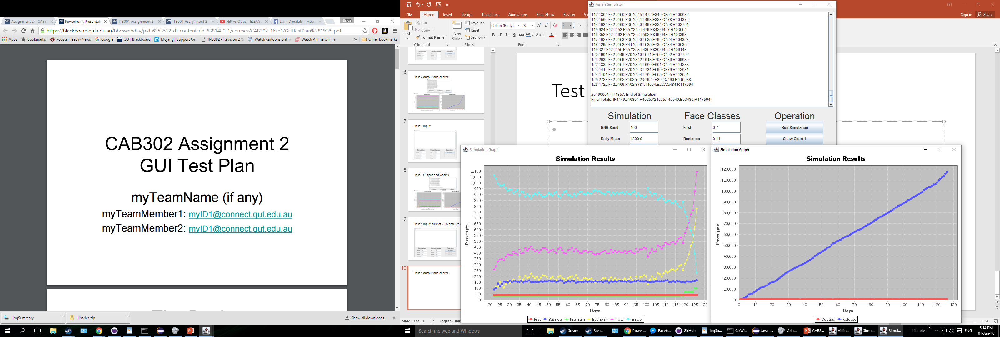 Assignment 2 – CAB3
PowerPoint Presentati
ITB001 Assignment 2
ITB001 Assignment 2
NiP vs Optic - ELEAGU
Liam Dinsdale - Mess
Bryce
https://blackboard.qut.edu.au/bbcswebdav/pid-6253512-dt-content-rid-6381480_1/courses/CAB302_16se1/GUITestPlan%281%29.pdf
Apps Bookmarks Rooster Teeth · News Google QUT Blackboard Mojang | Support Cen INB382 - Revision 275 Watch cartoons online Watch Anime Online | » Other bookmarks
CAB302 Assignment 2
GUI Test Plan
myTeamName (if any)
myTeamMember1: myID1@connect.qut.edu.au
myTeamMember2: myID1@connect.qut.edu.au
logSummary
libaries.zip
Show all downloads...
File Home Insert Design Transitions Animations Slide Show Review Vi
Sign in Share
Paste
Cut
Copy
Format Painter
Clipboard
New
Slide
Layout
Reset
Section
Slides
Calibri (Body) 28
B I U S abc AV Aa A
Font
6
Test 2 output and charts
7
Test 3 Input
8
Test 3 Output and Charts
9
Test 4 Input (first at 70% and Eco
10
Test 4 output and charts
Slide 10 of 10
English (Unit
115%
Test
Airline Simulator
112:1864:F42:J150:P35:Y245:T472:E849:Q351:R100682
113:1560:F42:J155:P35:Y261:T493:E828:Q478:R101876
114:1034:F42:J160:P35:Y260:T497:E824:Q458:R102791
115:924:F42:J153:P35:Y249:T479:E842:Q497:R103554
116:352:F42:J163:P35:Y262:T502:E819:Q486:R103898
117:1027:F42:J158:P35:Y290:T525:E796:Q424:R104828
118:1295:F42:J153:P41:Y299:T535:E786:Q484:R105866
119:327:F42:J155:P35:Y253:T485:E836:Q492:R106148
120:1901:F42:J149:P70:Y310:T571:E750:Q492:R107792
121:2082:F42:J159:P70:Y342:T613:E708:Q486:R109639
122:1882:F42:J157:P70:Y391:T660:E661:Q491:R111283
123:1419:F42:J156:P70:Y463:T731:E590:Q379:R112681
124:1101:F42:J160:P70:Y494:T766:E555:Q495:R113551
125:2728:F42:J162:P102:Y623:T929:E392:Q490:R115938
126:1722:F42:J169:P102:Y781:T1094:E227:Q484:R117594
20160601_171357: End of Simulation
Final Totals: [F4446:J16394:P4025:Y21675:T46540:E93486:R117594]
Simulation Face Classes Operation
RNG Seed 100 First 0.7 Run Simulation
Daily Mean 1300.0 Business 0.14 Show Chart 1
Simulation Graph
Simulation Results
1,100
1,050
1,000
950
900
850
800
750
700
650
600
550
500
450
400
350
300
250
200
150
100
50
0
Passengers
20 25 30 35 40 45 50 55 60 65 70 75 80 85 90 95 100 105 110 115 120 125 130
Days
First Business Premium Economy Total Empty
Simulation Graph
Simulation Results
120,000
110,000
100,000
90,000
80,000
70,000
60,000
50,000
40,000
30,000
20,000
10,000
0
Passengers
0 10 20 30 40 50 60 70 80 90 100 110 120 130
Days
Queued Refused
Search the web and Windows
Steam Stea... Power... Faceb... GitHub logSu... C:\WI... Java -... Volu... CAB3... Airlin... Simul... Simul... Libraries » ENG
5:14 PM
01-Jun-16